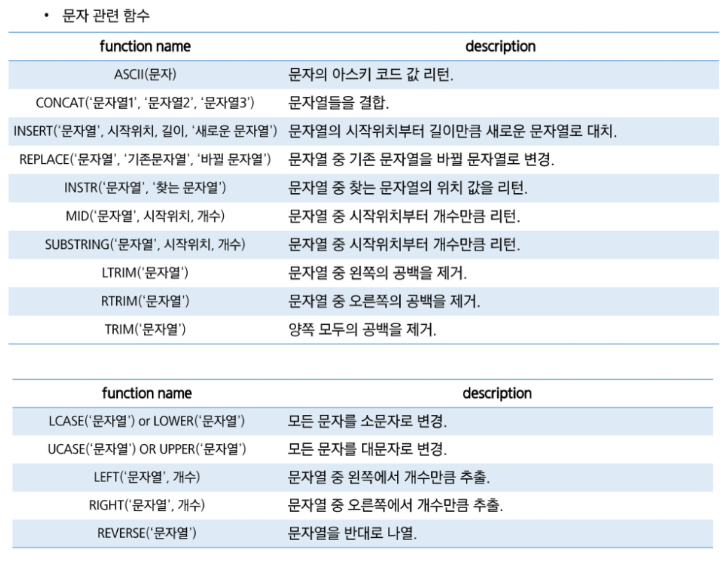 • 문자 관련 함수
function name description
ASCII(문자) 문자의 아스키 코드 값 리턴.
CONCAT(‘문자열1’, ‘문자열2’, ‘문자열3’) 문자열들을 결합.
INSERT(‘문자열’, 시작위치, 길이, ‘새로운 문자열’) 문자열의 시작위치부터 길이만큼 새로운 문자열로 대치.
REPLACE(‘문자열’, ‘기존문자열’, ‘바뀔 문자열’) 문자열 중 기존 문자열을 바뀔 문자열로 변경.
INSTR(‘문자열’, ‘찾는 문자열’) 문자열 중 찾는 문자열의 위치 값을 리턴.
MID(‘문자열’, 시작위치, 개수) 문자열 중 시작위치부터 개수만큼 리턴.
SUBSTRING(‘문자열’, 시작위치, 개수) 문자열 중 시작위치부터 개수만큼 리턴.
LTRIM(‘문자열’) 문자열 중 왼쪽의 공백을 제거.
RTRIM(‘문자열’) 문자열 중 오른쪽의 공백을 제거.
TRIM(‘문자열’) 양쪽 모두의 공백을 제거.
function name description
LCASE(‘문자열’) or LOWER(‘문자열’) 모든 문자를 소문자로 변경.
UCASE(‘문자열’) OR UPPER(‘문자열’) 모든 문자를 대문자로 변경.
LEFT(‘문자열’, 개수) 문자열 중 왼쪽에서 개수만큼 추출.
RIGHT(‘문자열’, 개수) 문자열 중 오른쪽에서 개수만큼 추출.
REVERSE(‘문자열’) 문자열을 반대로 나열.